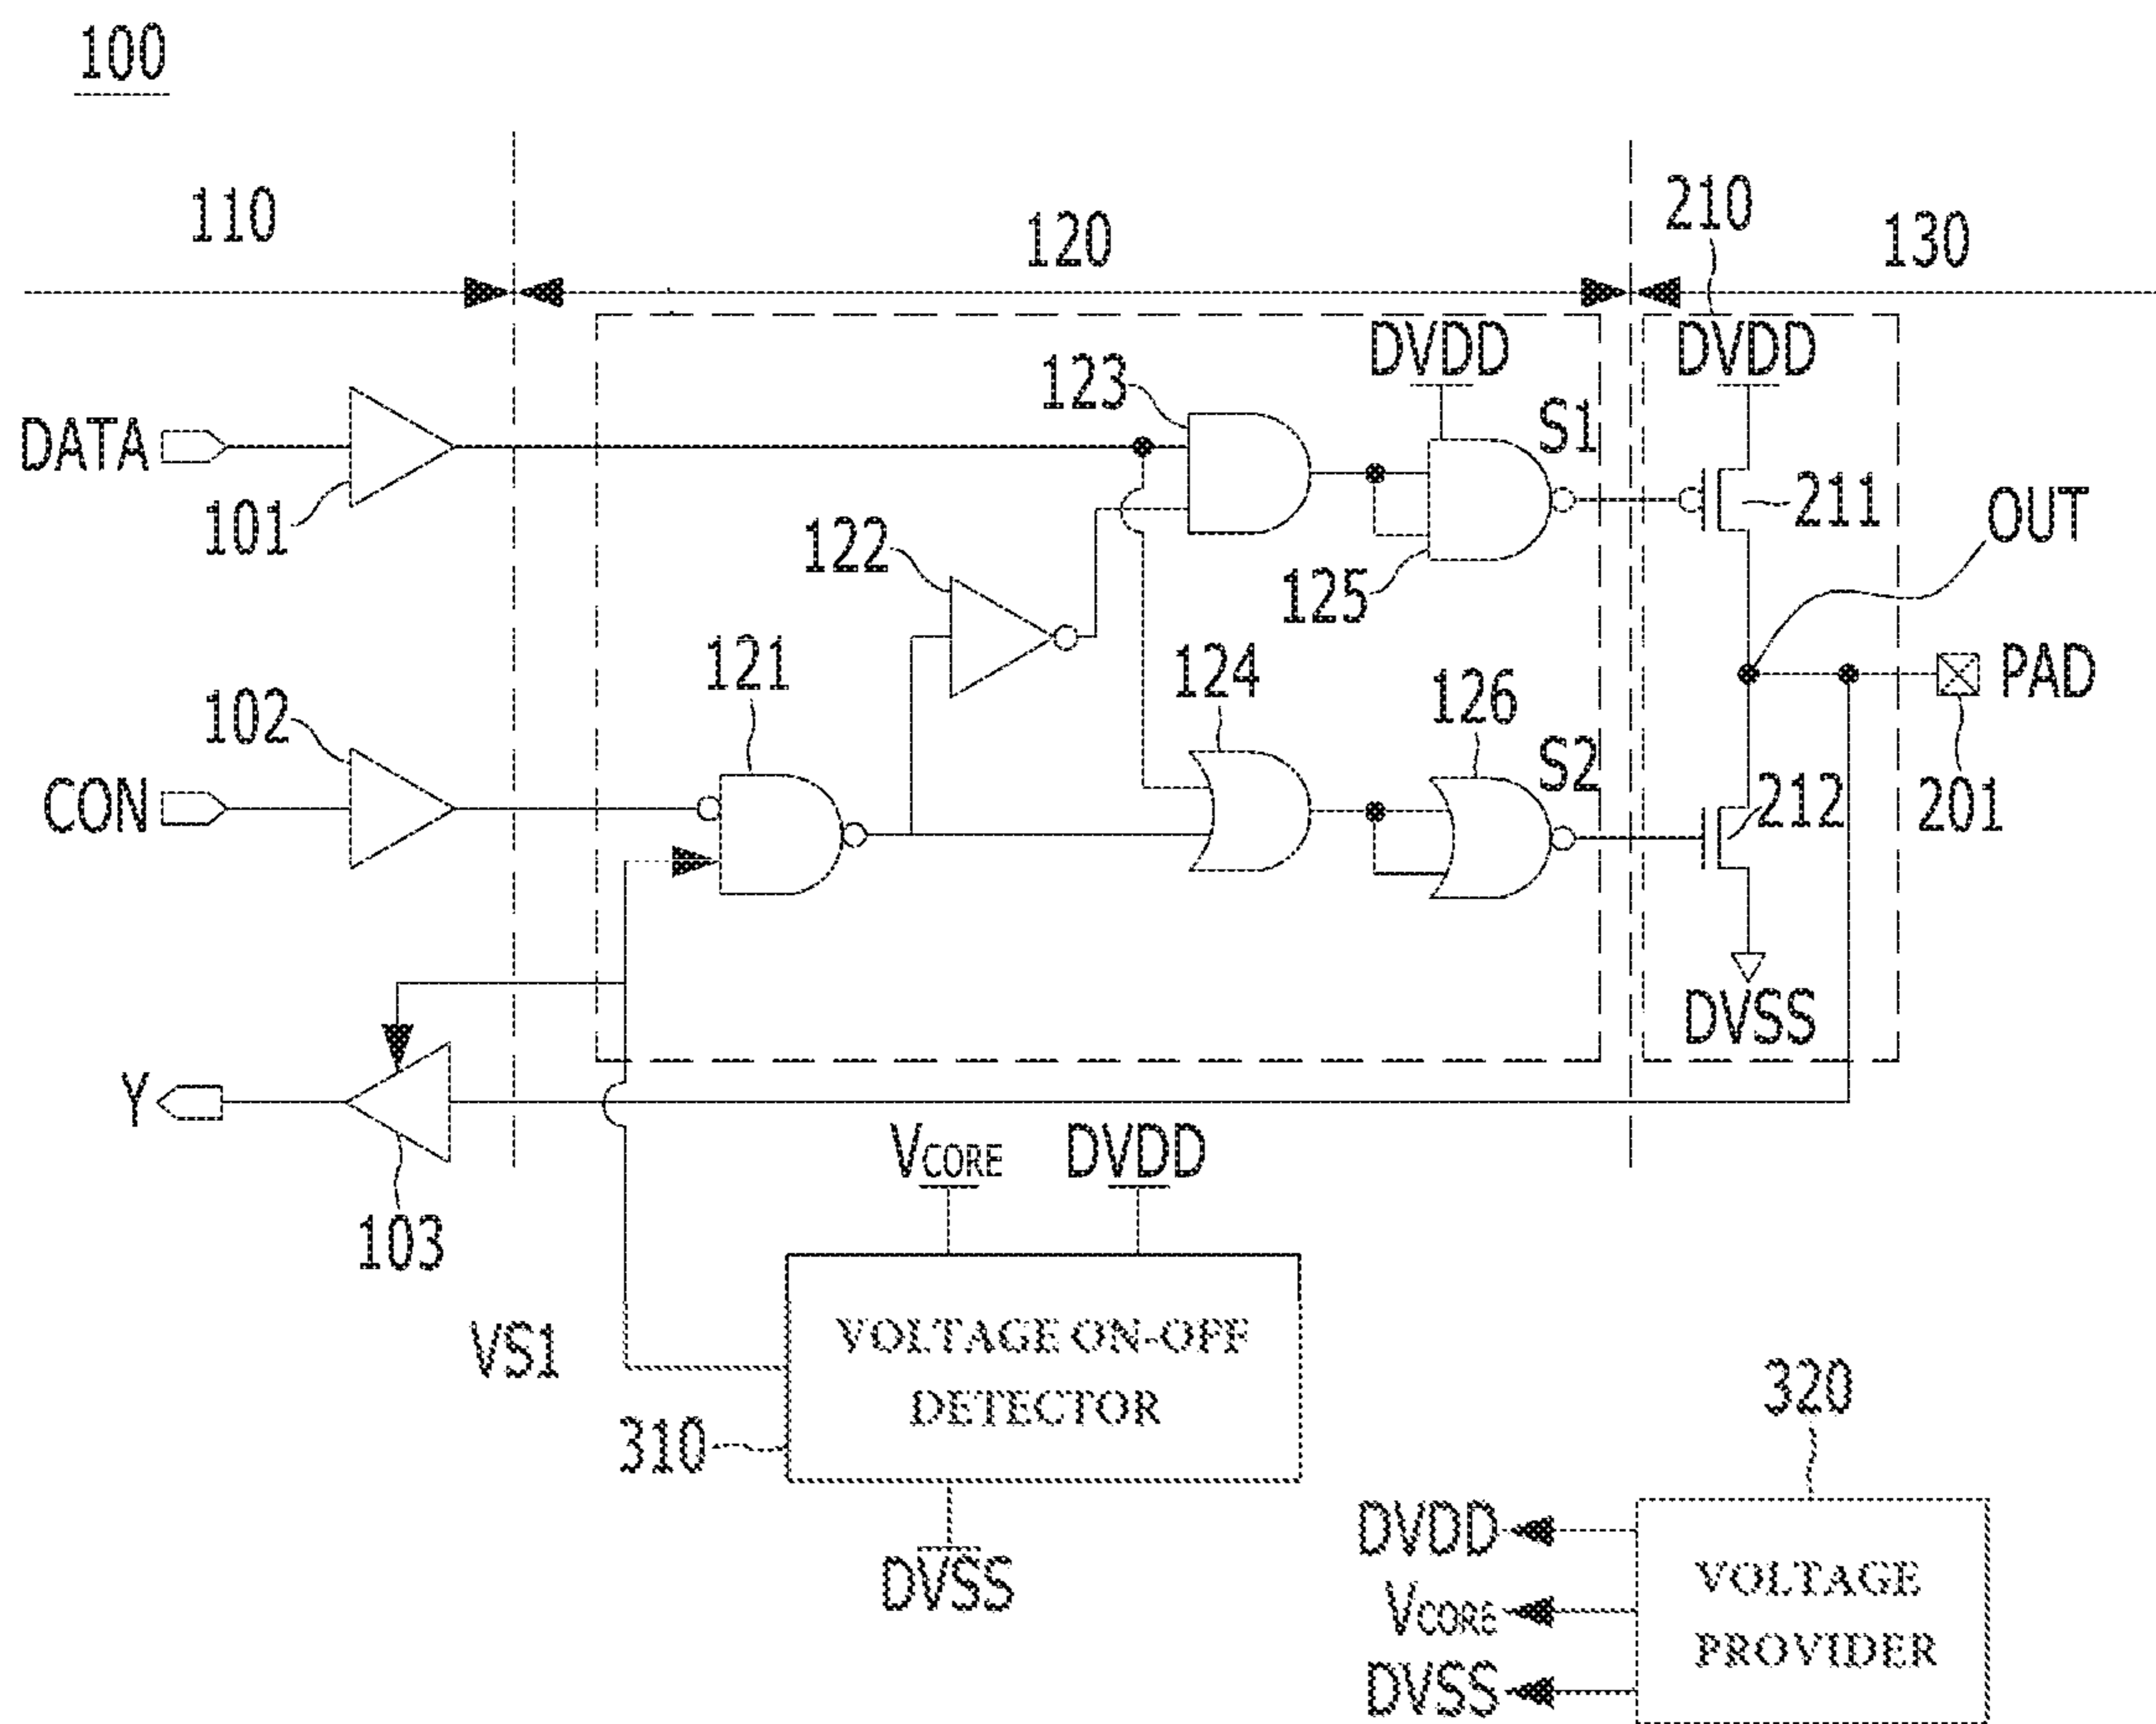 100
110
120
210
130
DVDD
DVDD
123
S1
DATA
101
211
OUT
122
125
121
124
126
PAD
102
S2
CON
212
201
DVSS
Y
VCORE
DVDD
103
VS1
VOLTAGE ON-OFF
DETECTOR
310
320
DVSS
DVDD
VCORE
DVSS
VOLTAGE
PROVIDER